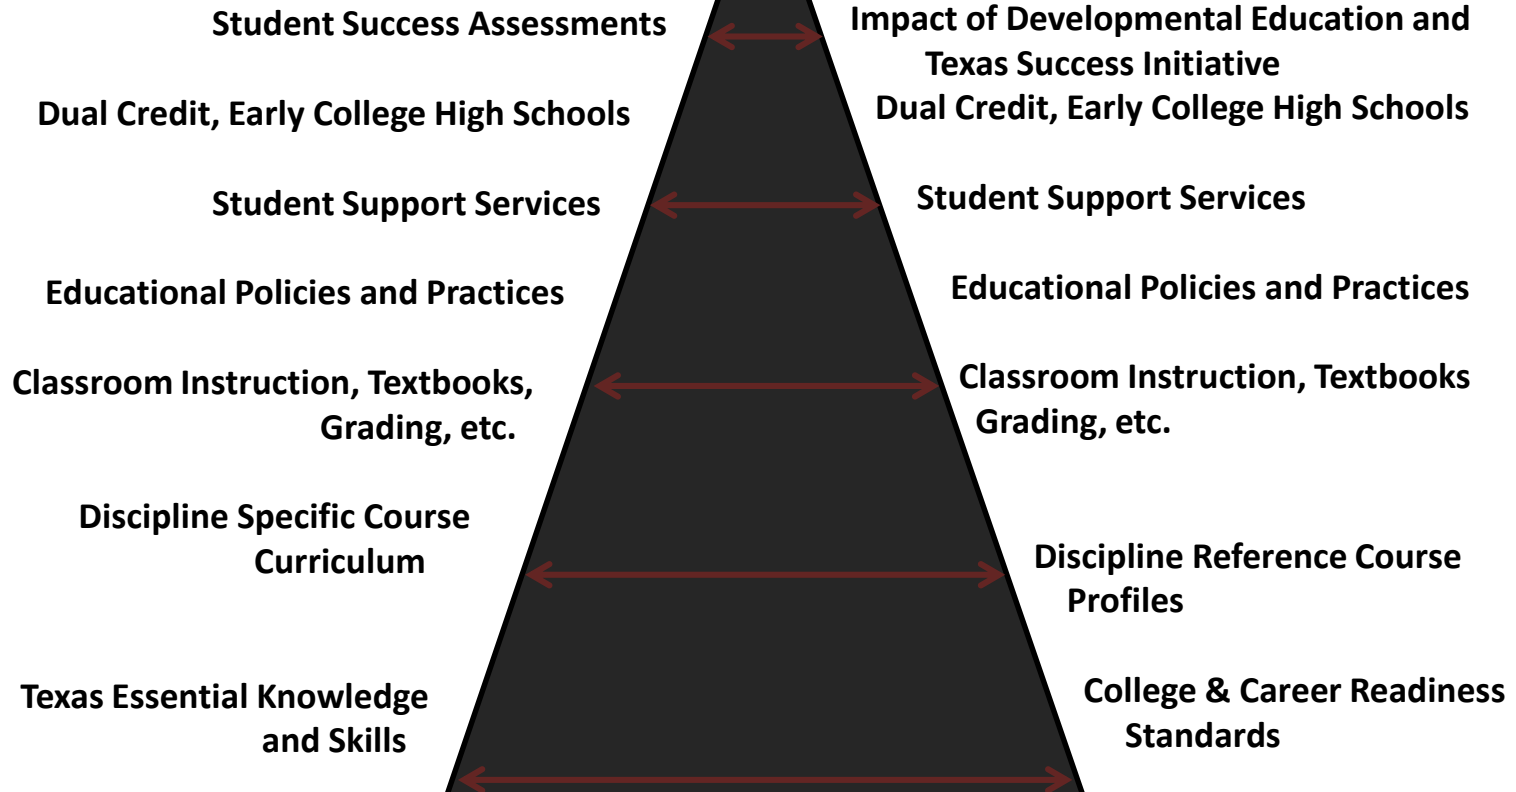 Student Success Assessments
Dual Credit, Early College High Schools
Student Support Services
Educational Policies and Practices
Classroom Instruction, Textbooks,
Grading, etc.
Discipline Specific Course
Curriculum
Texas Essential Knowledge
and Skills
Impact of Developmental Education and
Texas Success Initiative
Dual Credit, Early College High Schools
Student Support Services
Educational Policies and Practices
Classroom Instruction, Textbooks
Grading, etc.
Discipline Reference Course
Profiles
College & Career Readiness
Standards